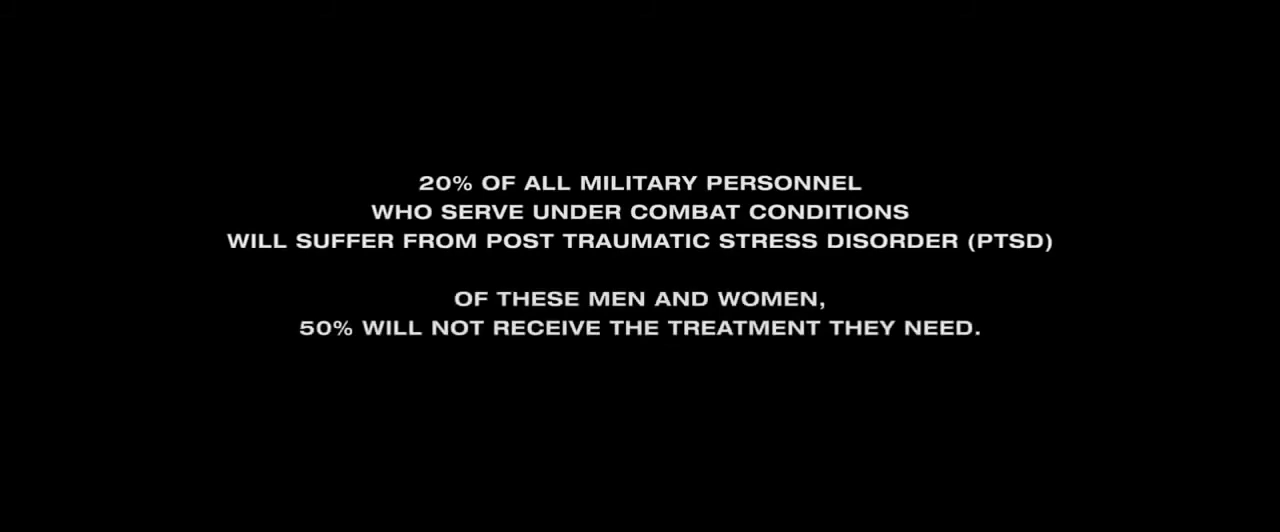 20% OF ALL MILITARY PERSONNEL
WHO SERVE UNDER COMBAT CONDITIONS
WILL SUFFER FROM POST TRAUMATIC STRESS DISORDER (PTSD)
OF THESE MEN AND WOMEN,
50% WILL NOT RECEIVE THE TREATMENT THEY NEED.